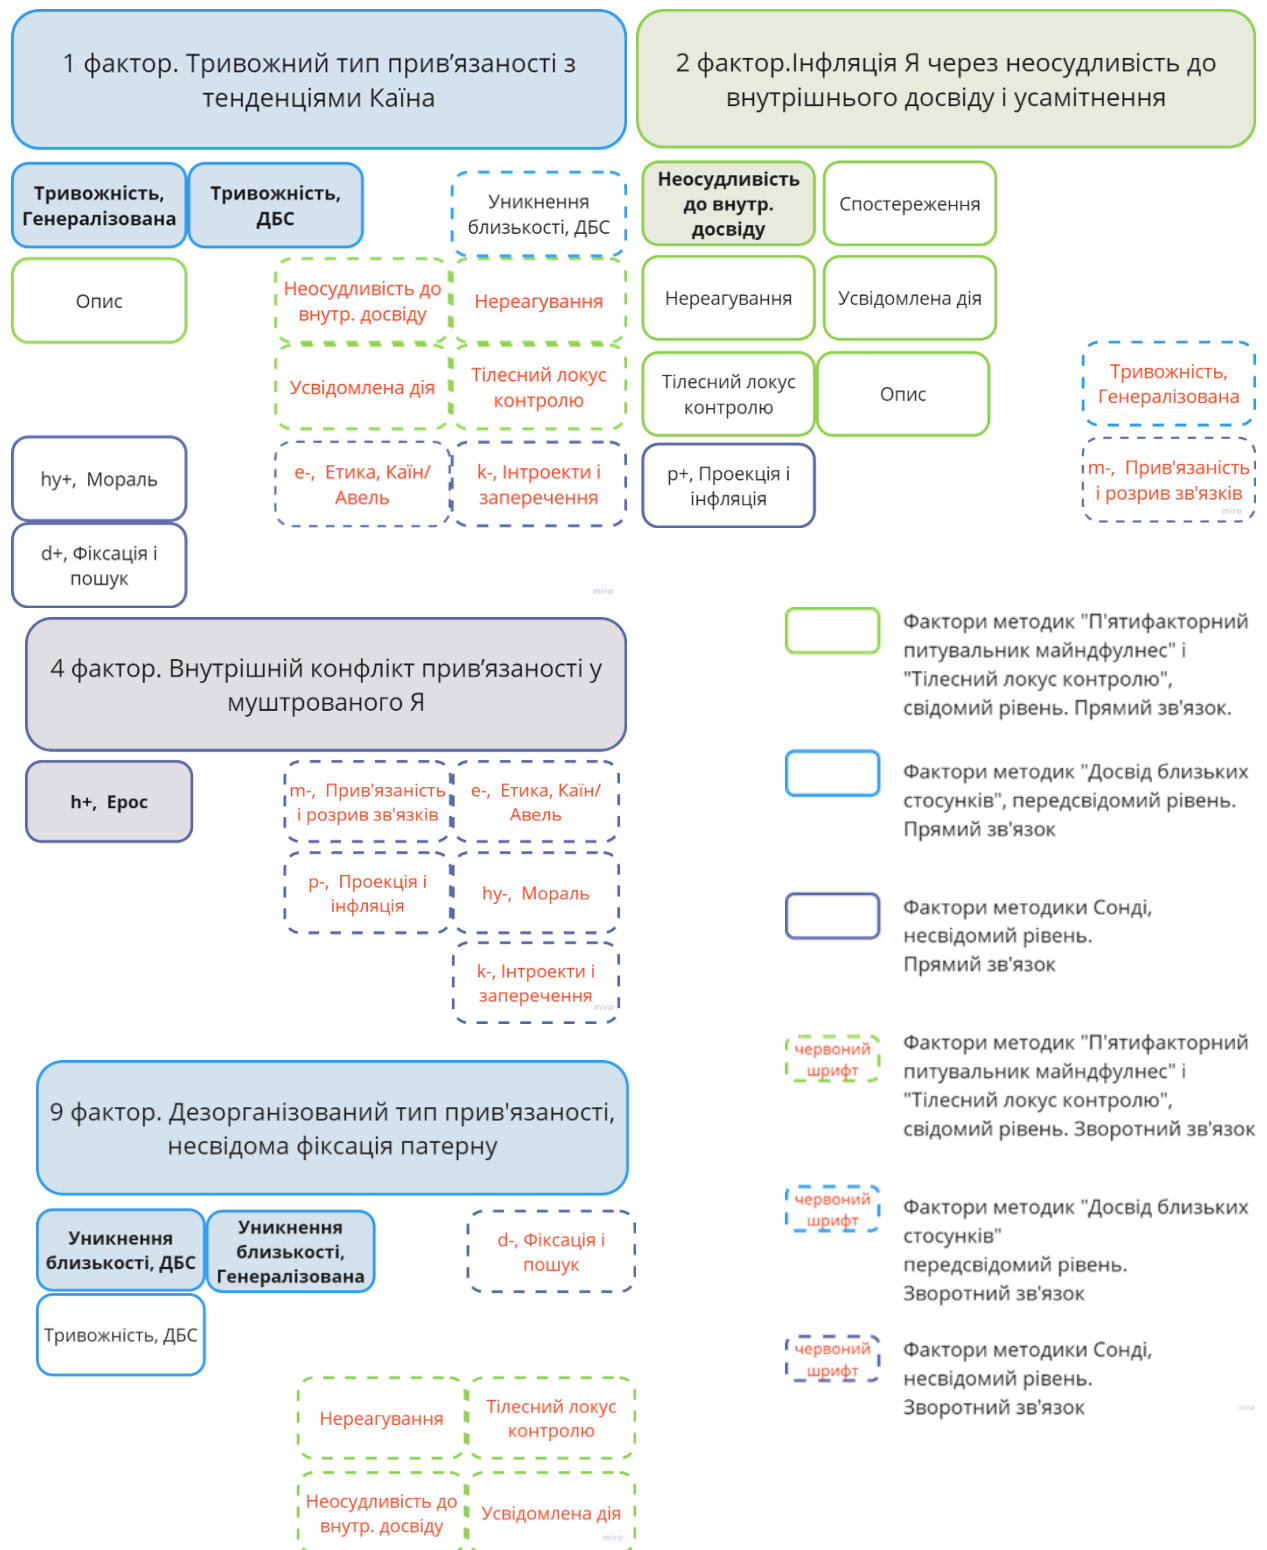 1 фактор. Тривожний тип прив’язаності з
тенденціями Каїна
Тривожність,
Генералізована
Тривожність,
ДБС
Уникнення
близькості, ДБС
Опис
Неосудливість до
внутр. досвіду
Нереагування
Усвідомлена дія
Тілесний локус
контролю
hy+,  Мораль
e-,  Етика, Каїн/
Авель
k-, Інтроекти і
заперечення
d+, Фіксація і
пошук
miro
2 фактор.Інфляція Я через неосудливість до
внутрішнього досвіду і усамітнення
Неосудливість
до внутр.
досвіду
Спостереження
Нереагування
Усвідомлена дія
Тілесний локус
контролю
Опис
Тривожність,
Генералізована
p+, Проекція і
інфляція
m-,  Прив'язаність
і розрив зв'язків
miro
4 фактор. Внутрішній конфлікт прив’язаності у
муштрованого Я
h+,  Ерос
m-,  Прив'язаність
і розрив зв'язків
e-,  Етика, Каїн/
Авель
p-,  Проекція і
інфляція
hy-,  Мораль
k-, Інтроекти і
заперечення
miro
9 фактор. Дезорганізований тип прив'язаності,
несвідома фіксація патерну
Уникнення
близькості, ДБС
Уникнення
близькості,
Генералізована
d-, Фіксація і
пошук
Тривожність, ДБС
Нереагування
Тілесний локус
контролю
Неосудливість до
внутр. досвіду
Усвідомлена дія
miro
Фактори методик "П'ятифакторний
питувальник майндфулнес" і
"Тілесний локус контролю",
свідомий рівень. Прямий зв'язок.
Фактори методик "Досвід близьких
стосунків", передсвідомий рівень.
Прямий зв'язок
Фактори методики Сонді,
несвідомий рівень.
Прямий зв'язок
червоний
шрифт
Фактори методик "П'ятифакторний
питувальник майндфулнес" і
"Тілесний локус контролю",
свідомий рівень. Зворотний зв'язок
червоний
шрифт
Фактори методик "Досвід близьких
стосунків"
передсвідомий рівень.
Зворотний зв'язок
червоний
шрифт
Фактори методики Сонді,
несвідомий рівень.
Зворотний зв'язок
miro